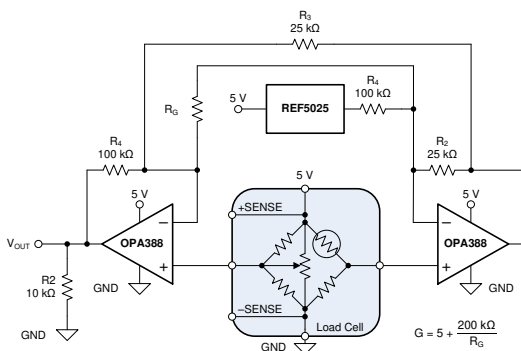 R3
25 kΩ
5 V
REF5025
R4
100 kΩ
RG
R4
100 kΩ
R2
25 kΩ
5 V
5 V
5 V
+SENSE
–
OPA388
+
–
OPA388
+
VOUT
R2
10 kΩ
GND
GND
–SENSE
Load Cell
GND
GND
G = 5 + 200 kΩ / RG